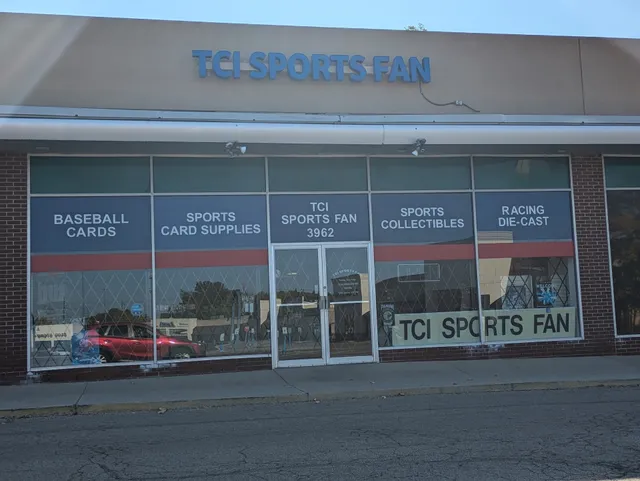 TCI SPORTS FAN
BASEBALL
CARDS
SPORTS
CARD SUPPLIES
TCI
SPORTS FAN
3962
SPORTS
COLLECTIBLES
RACING
DIE-CAST
TCI SPORTS FAN